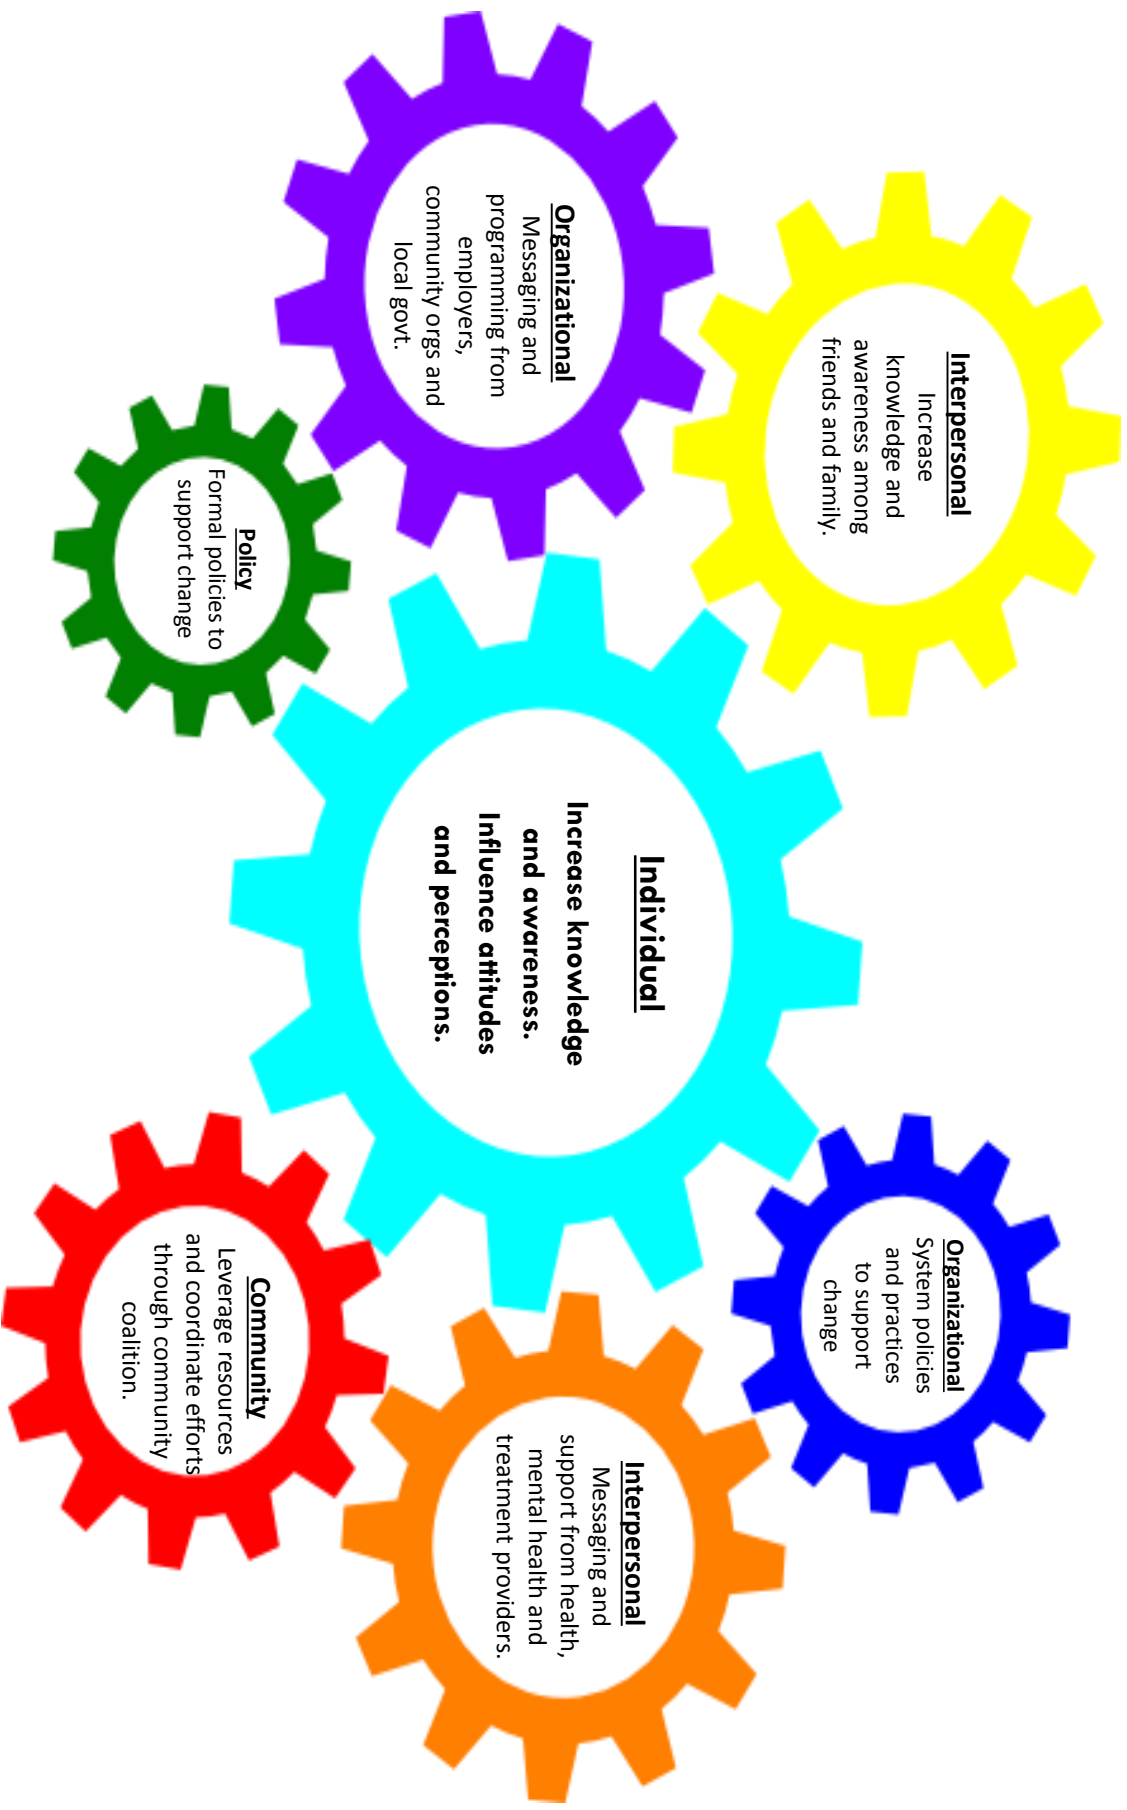 Interpersonal
Increase
knowledge and
awareness among
friends and family.
Organizational
System policies
and practices
to support
change
Organizational
Messaging and
programming from
employers,
community orgs and
local govt.
Individual
Increase knowledge
and awareness.
Influence attitudes
and perceptions.
Interpersonal
Messaging and
support from health,
mental health and
treatment providers.
Policy
Formal policies to
support change
Community
Leverage resources
and coordinate efforts
through community
coalition.